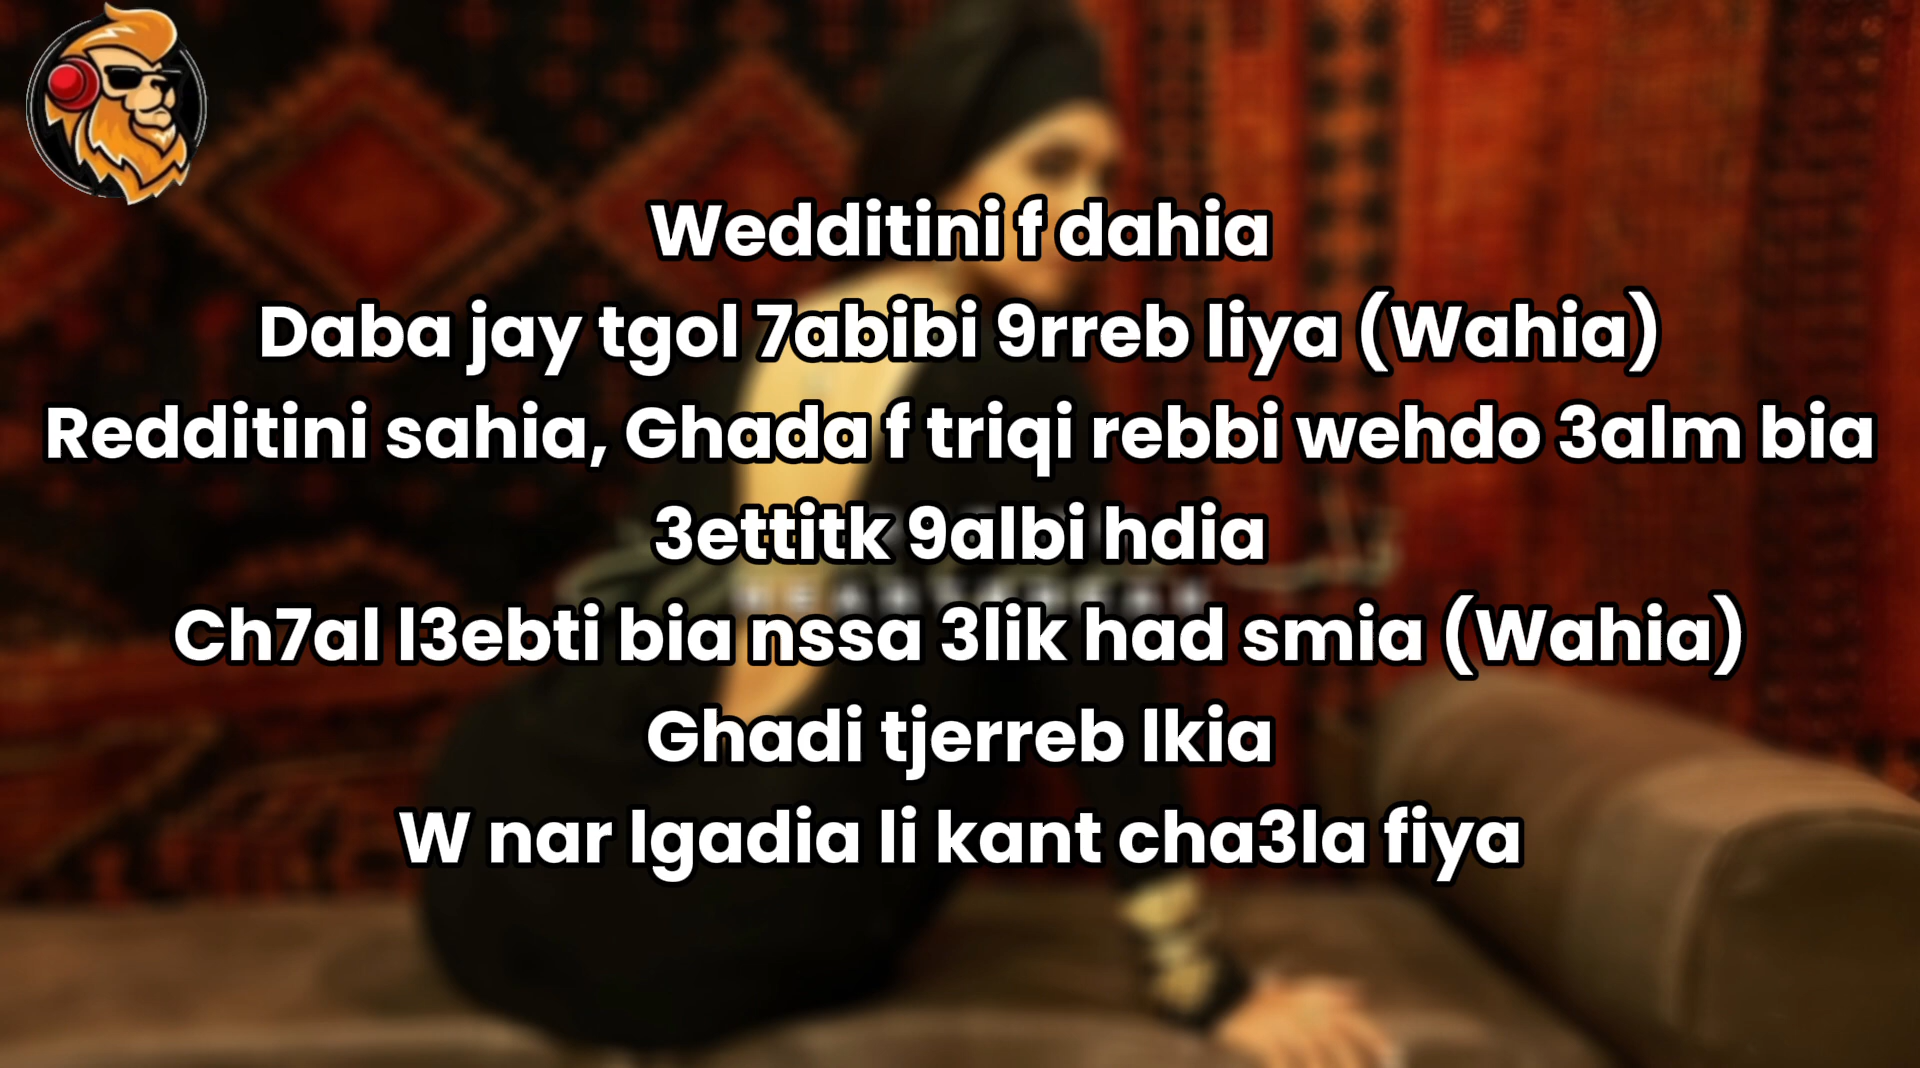 Wedditini f dahia
Daba jay tgol 7abibi 9rreb liya (Wahia)
Redditini sahia, Ghada f triqi rebbi wehdo 3alm bia
3ettitk 9albi hdia
Ch7al l3ebti bia nssa 3lik had smia (Wahia)
Ghadi tjerreb lkia
W nar lgadia li kant cha3la fiya